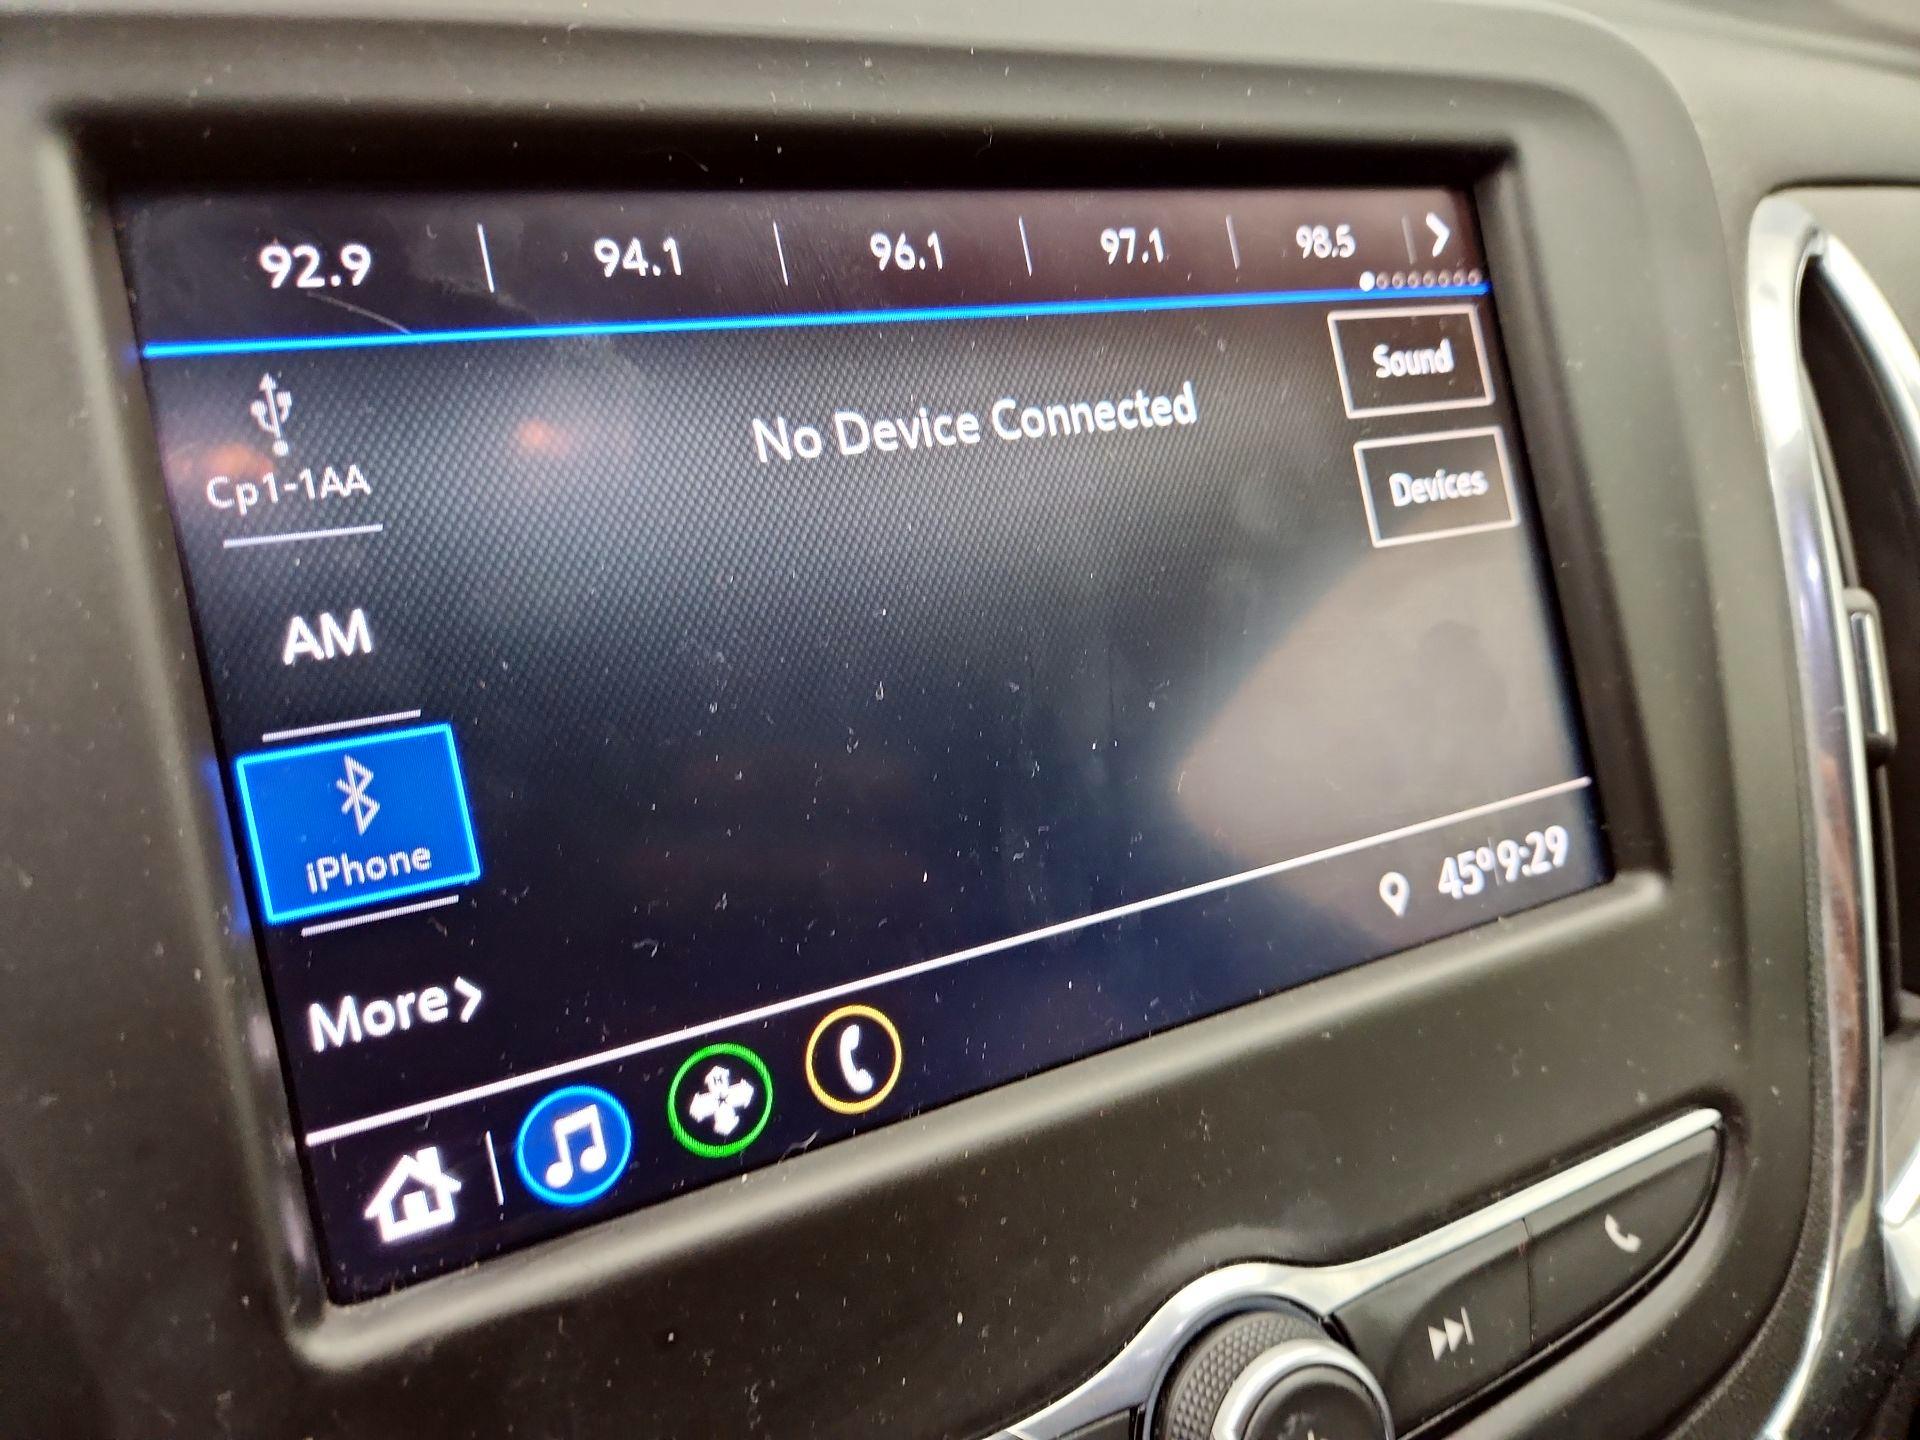 92.9 94.1 96.1 97.1 98.5
Sound
No Device Connected
Cp1-1AA
Devices
AM
iPhone
More
45° 9:29